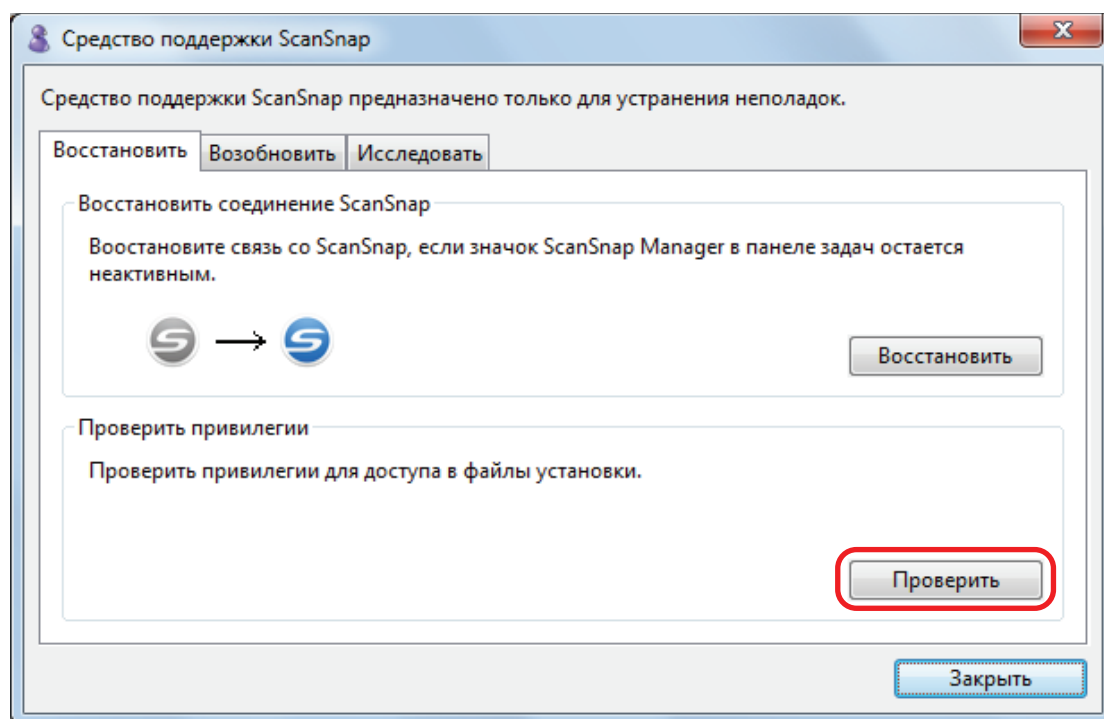 Средство поддержки ScanSnap
Средство поддержки ScanSnap предназначено только для устранения неполадок.
Восстановить Возобновить Исследовать
Восстановить соединение ScanSnap
Воостановите связь со ScanSnap, если значок ScanSnap Manager в панеле задач остается
неактивным.
Восстановить
Проверить привилегии
Проверить привилегии для доступа в файлы установки.
Проверить
Закрыть